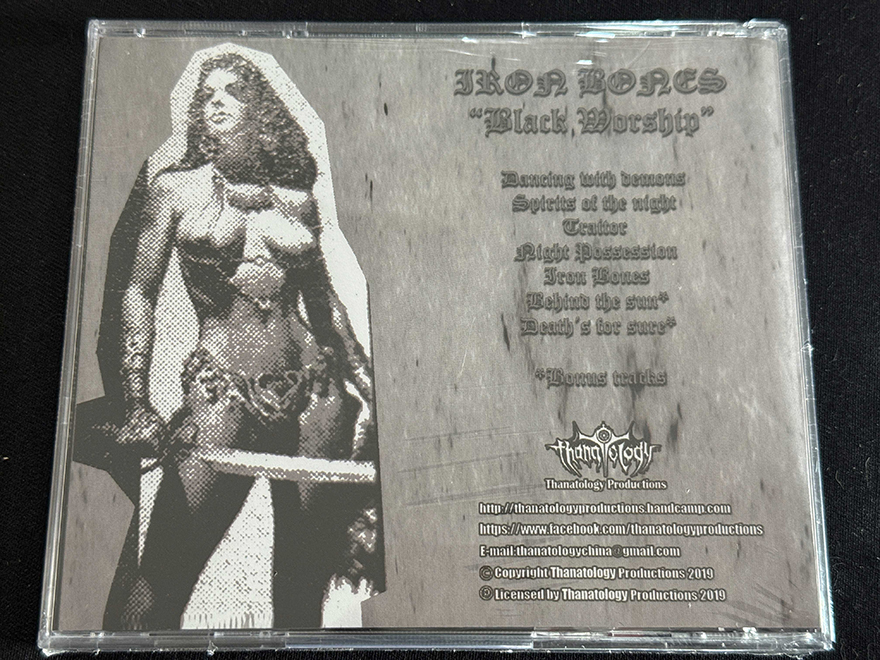 IRON BONES
“Black Worship”
Dancing with demons
Spirits of the night
Traitor
Night Possession
Iron Bones
Behind the sun*
Death´s for sure*
*Bonus tracks
thanatology
Thanatology Productions
http://thanatologyproductions.bandcamp.com
https://www.facebook.com/thanatologyproductions
E-mail:thanatologychina@gmail.com
© Copyright Thanatology Productions 2019
℗ Licensed by Thanatology Productions 2019